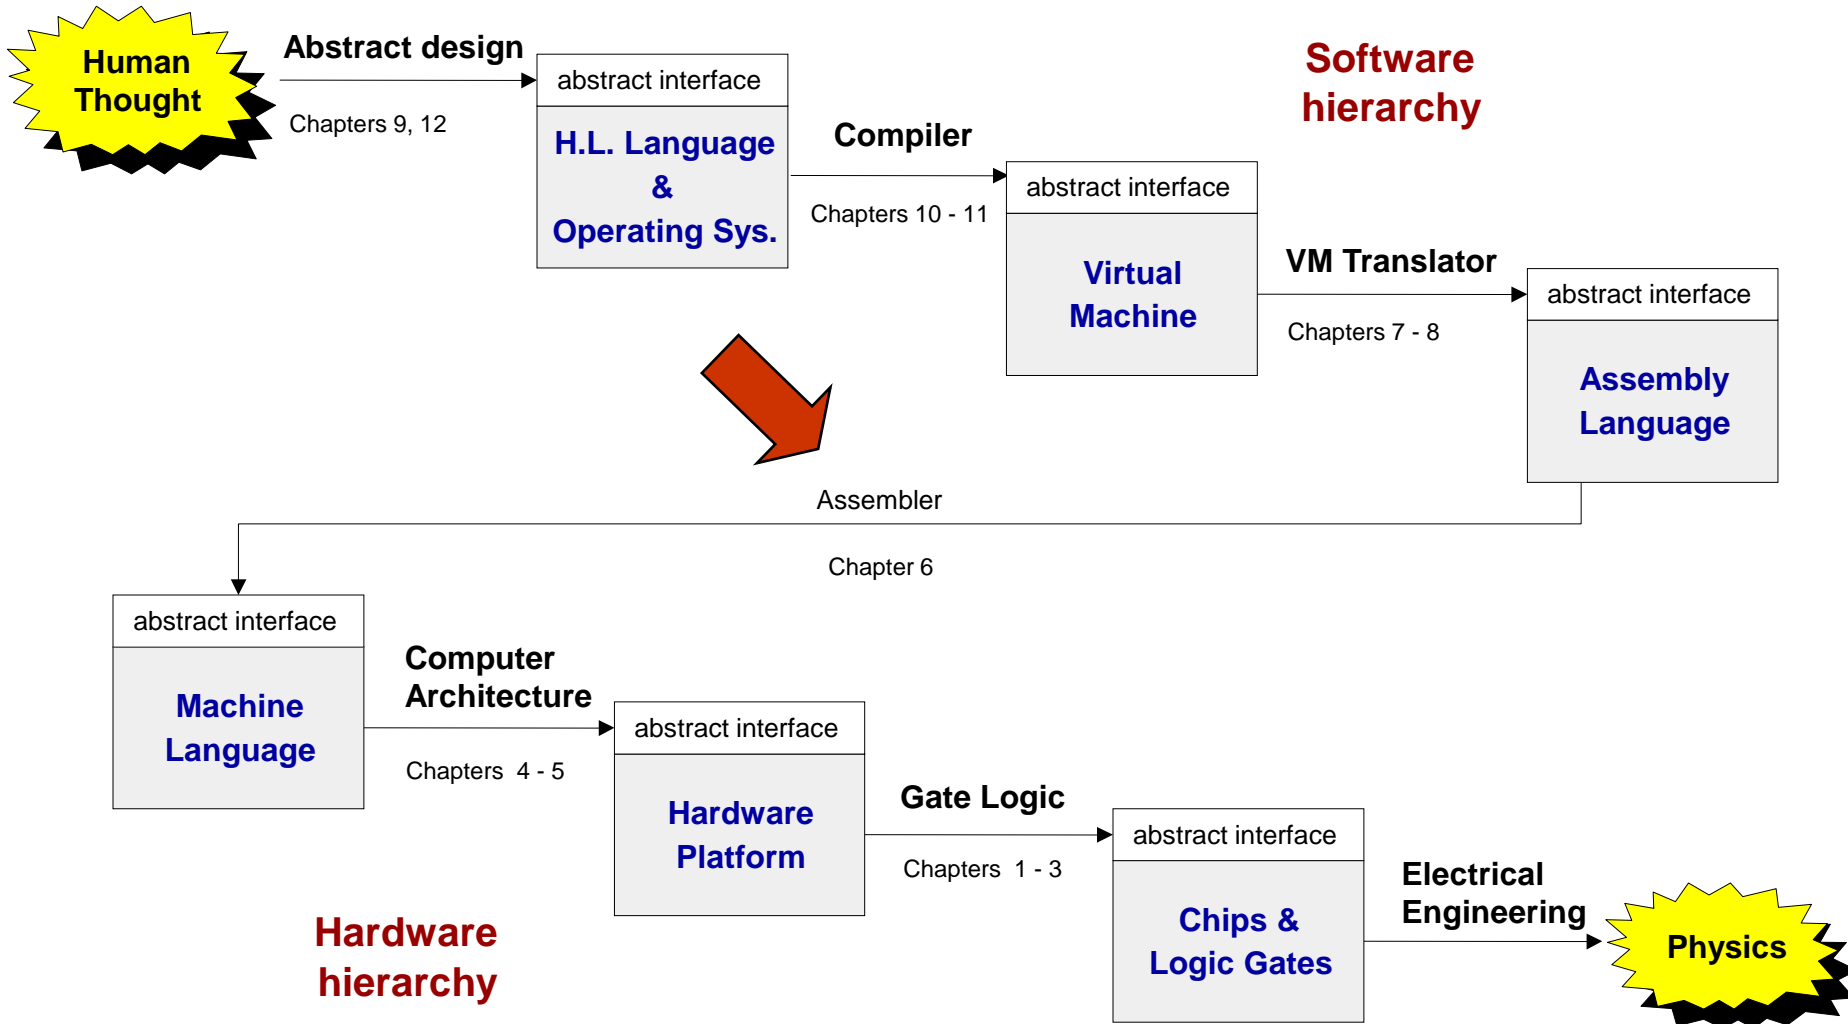 Human
Thought
Abstract design
Chapters 9, 12
abstract interface
H.L. Language
&
Operating Sys.
Compiler
Chapters 10 - 11
Software
hierarchy
abstract interface
Virtual
Machine
VM Translator
Chapters 7 - 8
abstract interface
Assembly
Language
Assembler
Chapter 6
abstract interface
Machine
Language
Computer
Architecture
Chapters 4 - 5
abstract interface
Hardware
Platform
Gate Logic
Chapters 1 - 3
abstract interface
Chips &
Logic Gates
Electrical
Engineering
Physics
Hardware
hierarchy